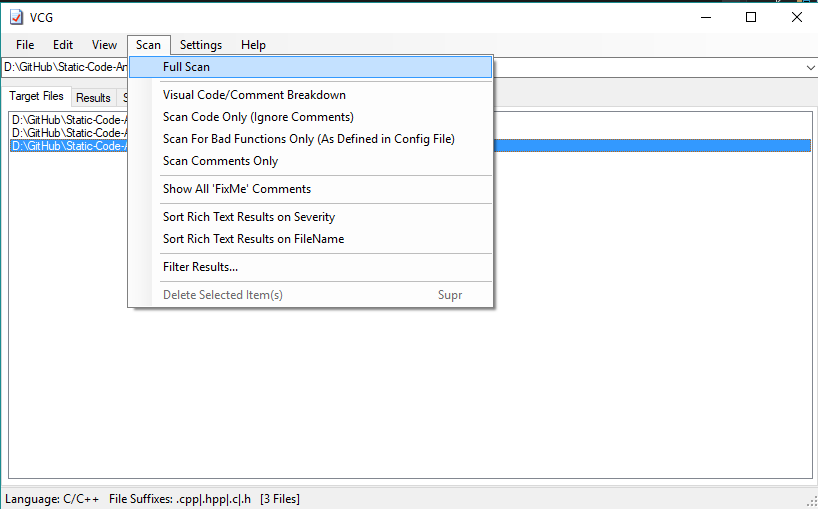 VCG
File Edit View Scan Settings Help
D:\GitHub\Static-Code-An
Full Scan
Target Files Results S
Visual Code/Comment Breakdown
D:\GitHub\Static-Code-A
Scan Code Only (Ignore Comments)
D:\GitHub\Static-Code-A
Scan For Bad Functions Only (As Defined in Config File)
D:\GitHub\Static-Code-A
Scan Comments Only
Show All 'FixMe' Comments
Sort Rich Text Results on Severity
Sort Rich Text Results on FileName
Filter Results...
Delete Selected Item(s) Supr
Language: C/C++ File Suffixes: .cpp|.hpp|.c|.h [3 Files]